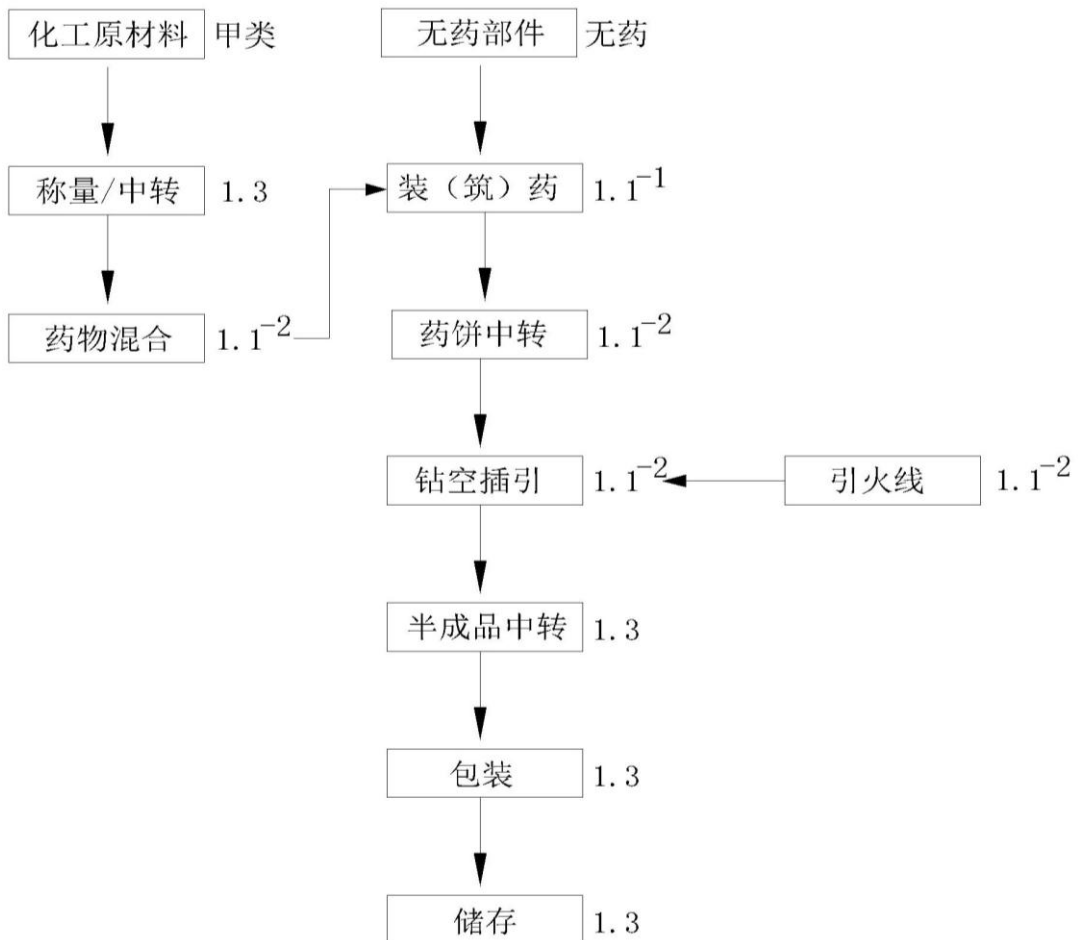 化工原材料 甲类
无药部件 无药
称量/中转 1.3
装（筑）药 1.1-1
药物混合 1.1-2
药饼中转 1.1-2
钻空插引 1.1-2
引火线 1.1-2
半成品中转 1.3
包装 1.3
储存 1.3